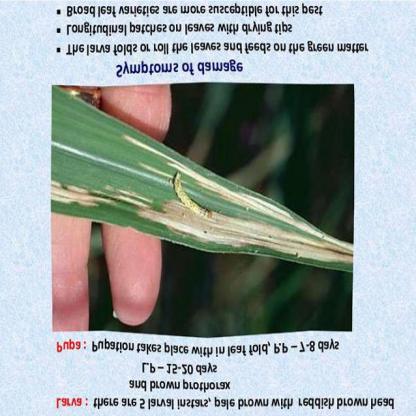 Larva : there are 5 larval instars, pale brown with reddish brown head
and brown prothorax
L.P – 15-20 days
Pupa : Pupation takes place with in leaf fold, P.P – 7-8 days
Symptoms of damage
▪ The larva folds or roll the leaves and feeds on the green matter
▪ Longitudinal patches on leaves with drying tips
▪ Broad leaf varieties are more susceptible for this pest